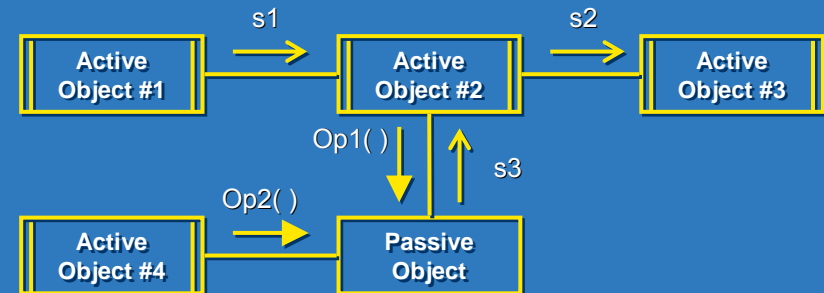 s1
s2
Active
Object #1
Active
Object #2
Active
Object #3
Op1( )
s3
Op2( )
Active
Object #4
Passive
Object